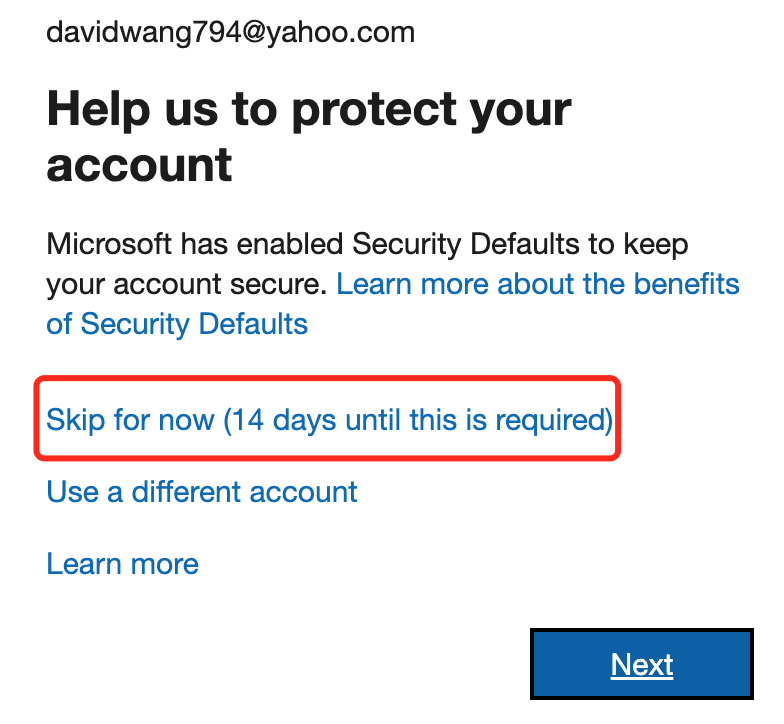 davidwang794@yahoo.com
Help us to protect your
account
Microsoft has enabled Security Defaults to keep
your account secure. Learn more about the benefits
of Security Defaults
Skip for now (14 days until this is required)
Use a different account
Learn more
Next